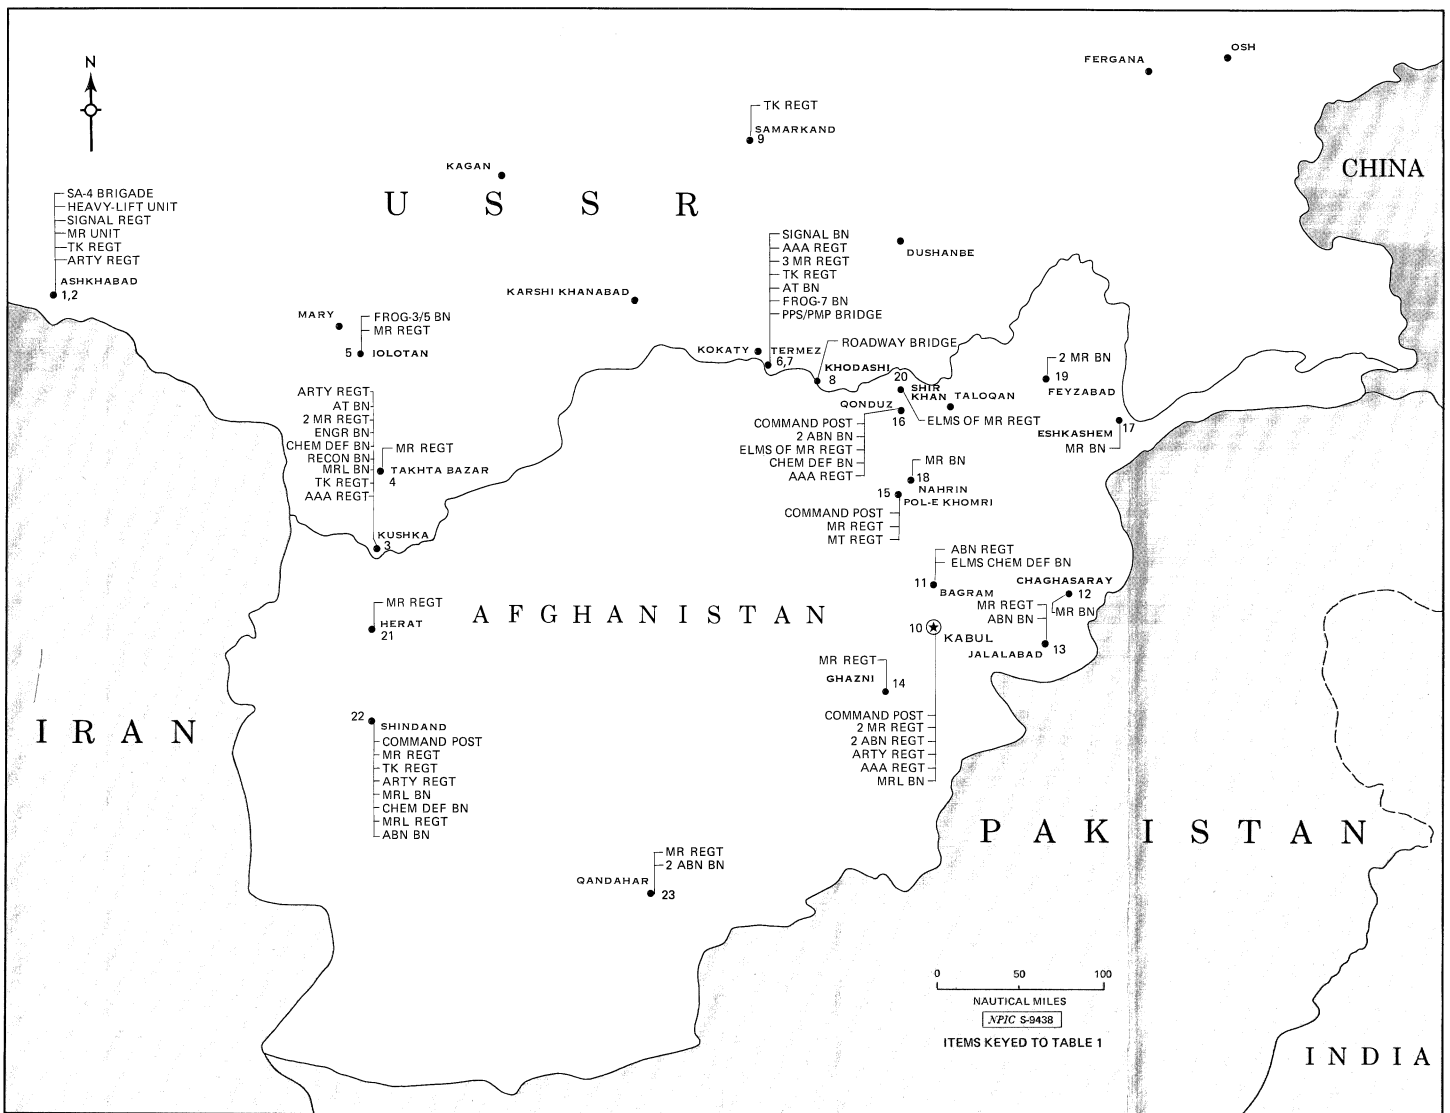 N
FERGANA
OSH
CHINA
TK REGT
SAMARKAND
9
KAGAN
U S S R
SA-4 BRIGADE
HEAVY-LIFT UNIT
SIGNAL REGT
MR UNIT
TK REGT
ARTY REGT
ASHKHABAD
1,2
DUSHANBE
SIGNAL BN
AAA REGT
3 MR REGT
TK REGT
AT BN
FROG-7 BN
PPS/PMP BRIDGE
KARSHI KHANABAD
MARY
FROG-3/5 BN
MR REGT
5 IOLOTAN
KOKATY
TERMEZ
6,7
ROADWAY BRIDGE
KHODASHI
8
20
SHIR
KHAN
ELMS OF MR REGT
TALOQAN
2 MR BN
19
FEYZABAD
QONDUZ
16
COMMAND POST
2 ABN BN
ELMS OF MR REGT
CHEM DEF BN
AAA REGT
17
ESHKASHEM
MR BN
ARTY REGT
AT BN
2 MR REGT
ENGR BN
CHEM DEF BN
RECON BN
MRL BN
TK REGT
AAA REGT
MR REGT
TAKHTA BAZAR
4
KUSHKA
3
MR BN
18
NAHRIN
15
POL-E KHOMRI
COMMAND POST
MR REGT
MT REGT
ABN REGT
ELMS CHEM DEF BN
11
BAGRAM
CHAGHASARAY
12
MR BN
MR REGT
ABN BN
JALALABAD
13
MR REGT
HERAT
21
AFGHANISTAN
10
KABUL
MR REGT
GHAZNI
14
COMMAND POST
2 MR REGT
2 ABN REGT
ARTY REGT
AAA REGT
MRL BN
IRAN
22
SHINDAND
COMMAND POST
MR REGT
TK REGT
ARTY REGT
MRL BN
CHEM DEF BN
MRL REGT
ABN BN
PAKISTAN
MR REGT
2 ABN BN
QANDAHAR
23
0 50 100
NAUTICAL MILES
NPIC S-9438
ITEMS KEYED TO TABLE 1
INDIA